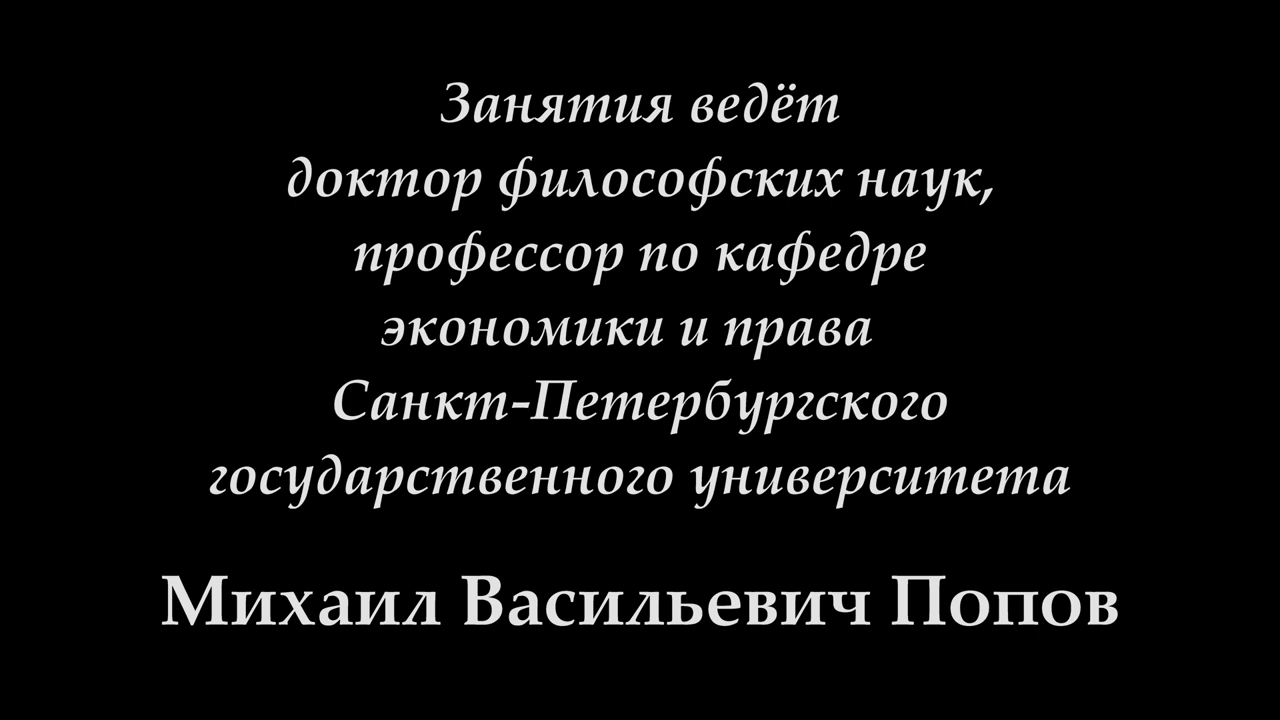 Занятия ведёт
доктор философских наук,
профессор по кафедре
экономики и права
Санкт-Петербургского
государственного университета
Михаил Васильевич Попов